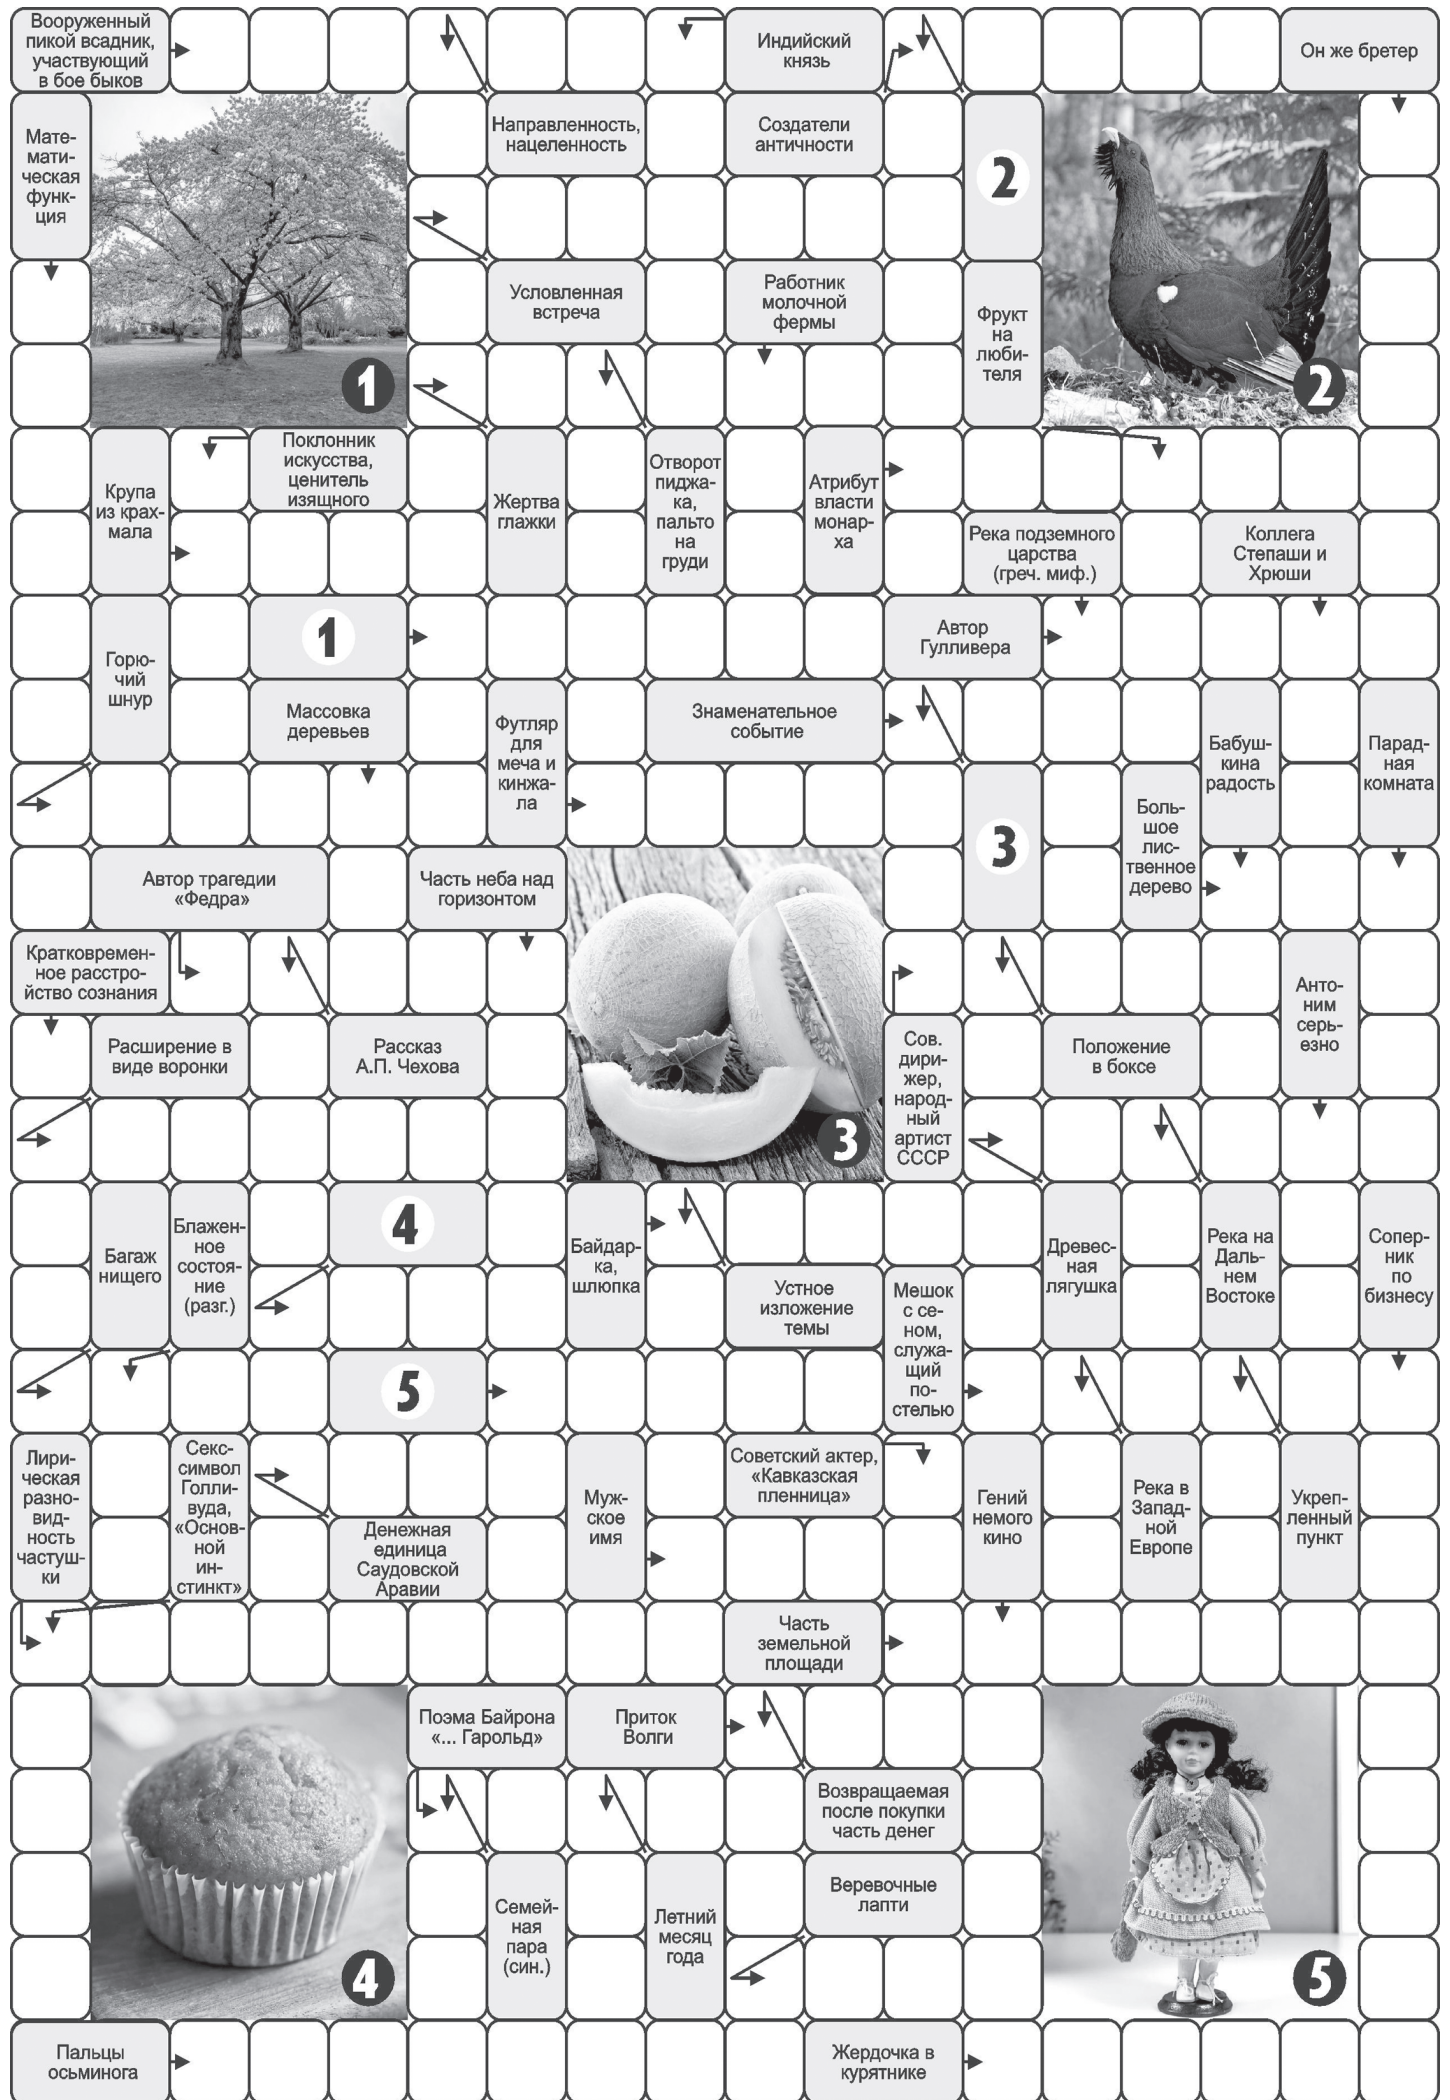 Вооруженный
пикой всадник,
участвующий
в бое быков
Индийский
князь
Он же бретер
Мате-
мати-
ческая
функ-
ция
Направленность,
нацеленность
Создатели
античности
2
Условленная
встреча
Работник
молочной
фермы
Фрукт
на
люби-
теля
1
2
Крупа
из крах-
мала
Поклонник
искусства,
ценитель
изящного
Жертва
глажки
Отворот
пиджа-
ка,
пальто
на
груди
Атрибут
власти
монар-
ха
Река подземного
царства
(греч. миф.)
Коллега
Степаши и
Хрюши
Горю-
чий
шнур
1
Автор
Гулливера
Массовка
деревьев
Футляр
для
меча и
кинжа-
ла
Знаменательное
событие
Бабуш-
кина
радость
Парад-
ная
комната
3
Боль-
шое
лис-
твенное
дерево
Автор трагедии
«Федра»
Часть неба над
горизонтом
Кратковремен-
ное расстро-
йство сознания
Анто-
ним
серь-
езно
Расширение в
виде воронки
Рассказ
А.П. Чехова
3
Сов.
дири-
жер,
народ-
ный
артист
СССР
Положение
в боксе
Багаж
нищего
Блажен-
ное
состоя-
ние
(разг.)
4
Байдар-
ка,
шлюпка
Устное
изложение
темы
Мешок
с се-
ном,
служа-
щий
по-
стелью
Древес-
ная
лягушка
Река на
Даль-
нем
Востоке
Сопер-
ник
по
бизнесу
5
Лири-
ческая
разно-
вид-
ность
частуш-
ки
Секс-
символ
Голли-
вуда,
«Основ-
ной
ин-
стинкт»
Денежная
единица
Саудовской
Аравии
Муж-
ское
имя
Советский актер,
«Кавказская
пленница»
Гений
немого
кино
Река в
Запад-
ной
Европе
Укреп-
ленный
пункт
Часть
земельной
площади
Поэма Байрона
«... Гарольд»
Приток
Волги
Возвращаемая
после покупки
часть денег
Семей-
ная
пара
(син.)
Летний
месяц
года
Веревочные
лапти
4
5
Пальцы
осьминога
Жердочка в
курятнике